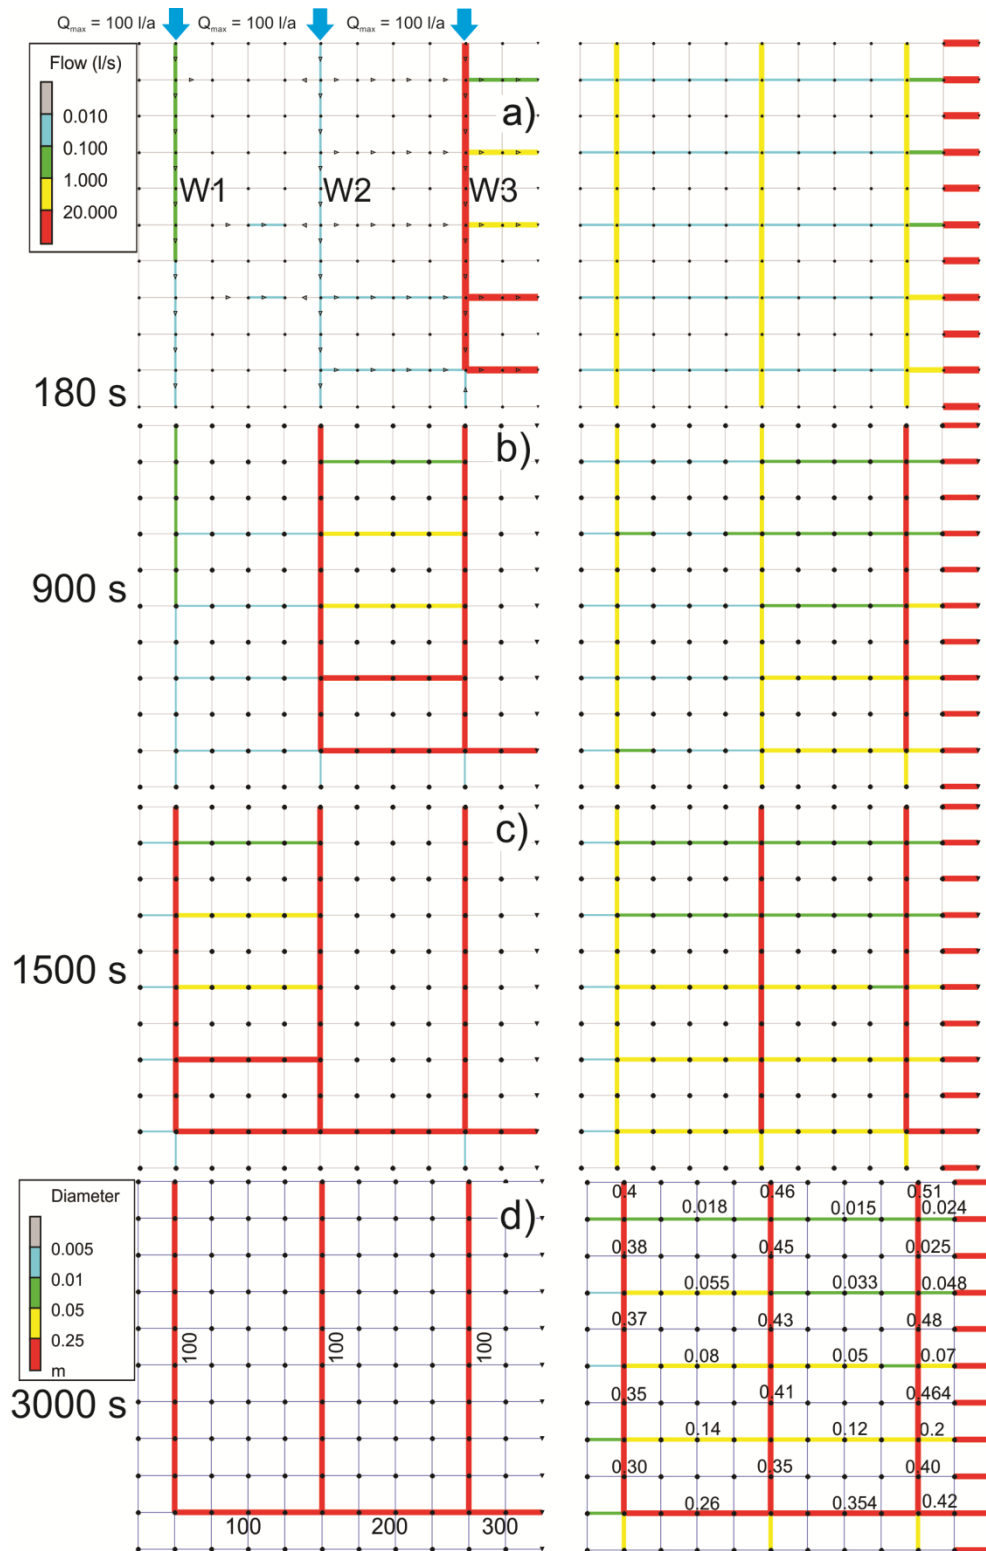 Qmax = 100 l/a Qmax = 100 l/a Qmax = 100 l/a
Flow (l/s)
0.010
0.100
1.000
20.000
a)
W1 W2 W3
180 s
b)
900 s
c)
1500 s
Diameter
0.005
0.01
0.05
0.25
m
d)
3000 s
100 100 100
100 200 300
0.4 0.46 0.51
0.018 0.015 0.024
0.38 0.45 0.025
0.055 0.033 0.048
0.37 0.43 0.48
0.08 0.05 0.07
0.35 0.41 0.464
0.14 0.12 0.2
0.30 0.35 0.40
0.26 0.354 0.42